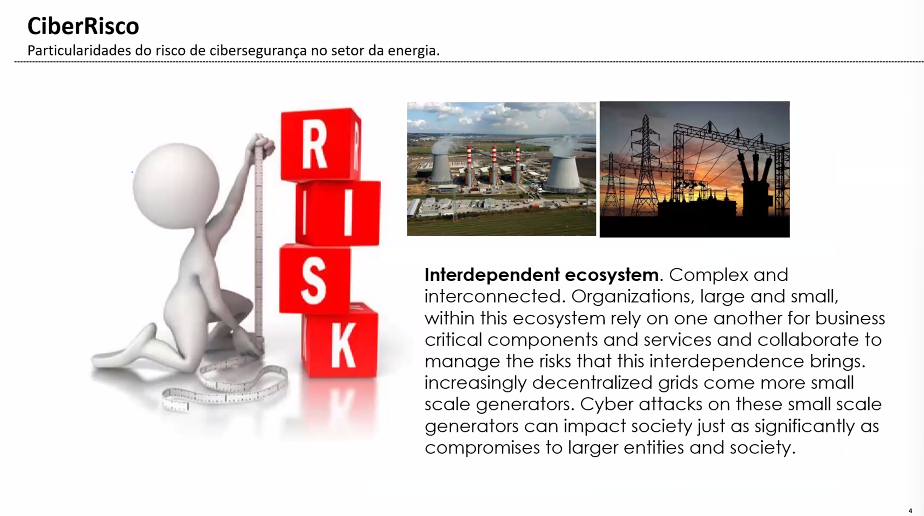 CiberRisco
Particularidades do risco de cibersegurança no setor da energia.
R
R
I
I
S
K
Interdependent ecosystem. Complex and
interconnected. Organizations, large and small,
within this ecosystem rely on one another for business
critical components and services and collaborate to
manage the risks that this interdependence brings.
increasingly decentralized grids come more small
scale generators. Cyber attacks on these small scale
generators can impact society just as significantly as
compromises to larger entities and society.
4